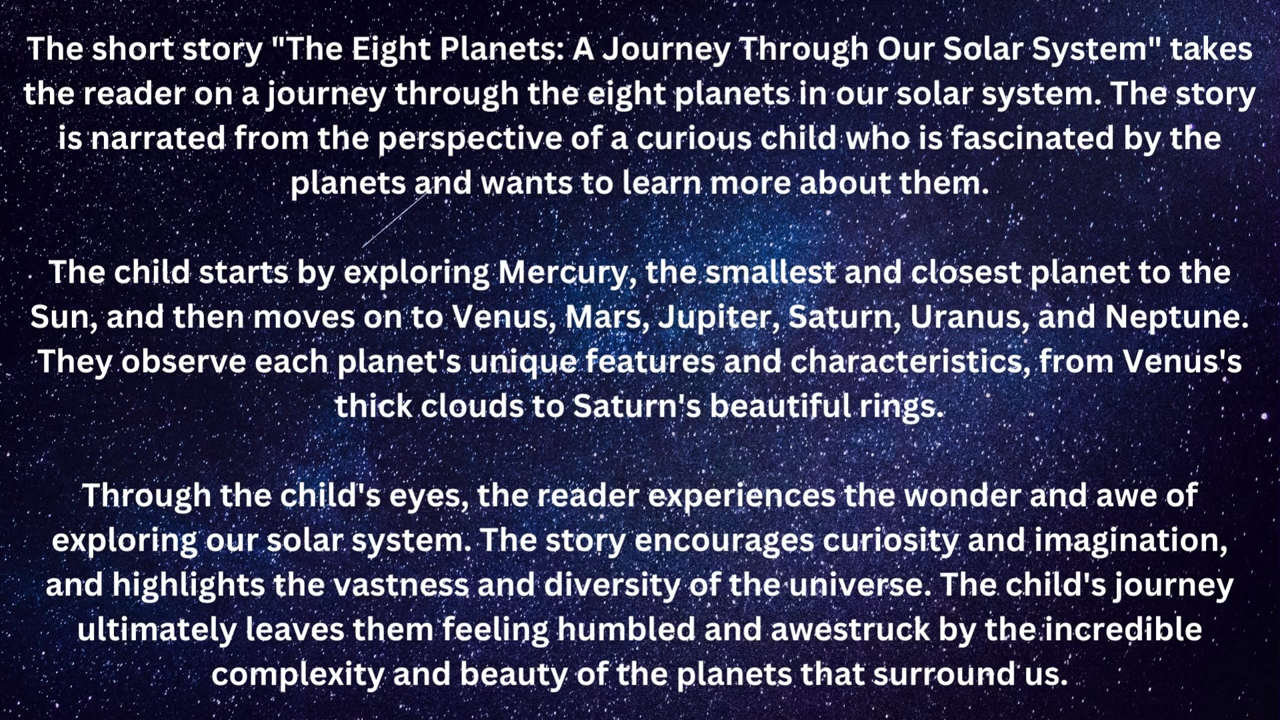 The short story "The Eight Planets: A Journey Through Our Solar System" takes
the reader on a journey through the eight planets in our solar system. The story
is narrated from the perspective of a curious child who is fascinated by the
planets and wants to learn more about them.
The child starts by exploring Mercury, the smallest and closest planet to the
Sun, and then moves on to Venus, Mars, Jupiter, Saturn, Uranus, and Neptune.
They observe each planet's unique features and characteristics, from Venus's
thick clouds to Saturn's beautiful rings.
Through the child's eyes, the reader experiences the wonder and awe of
exploring our solar system. The story encourages curiosity and imagination,
and highlights the vastness and diversity of the universe. The child's journey
ultimately leaves them feeling humbled and awestruck by the incredible
complexity and beauty of the planets that surround us.